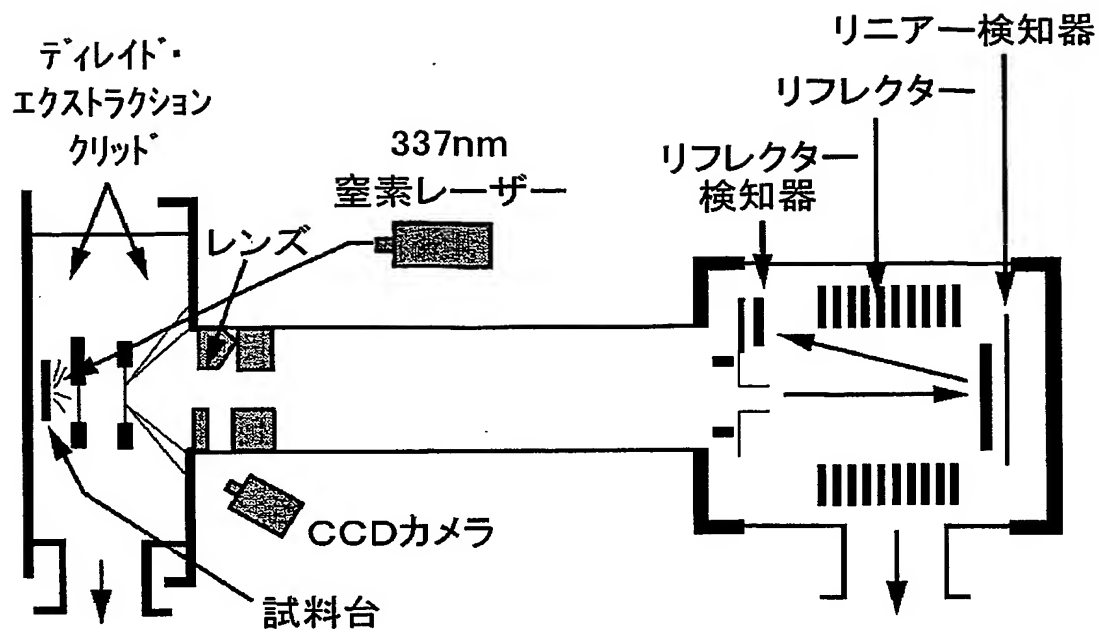 ディレイド・
エクストラクション
クリッド
337nm
窒素レーザー
レンズ
リニアー検知器
リフレクター
リフレクター
検知器
CCDカメラ
試料台